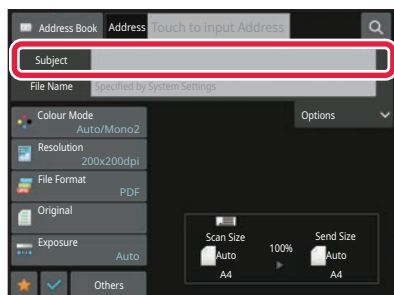 Address Book Address Touch to input Address
Subject
File Name Specified by System Settings
Colour Mode
Auto/Mono2
Options
Resolution
200x200dpi
File Format
PDF
Original
Exposure
Auto
Scan Size
Auto
A4
100%
Send Size
Auto
A4
Others